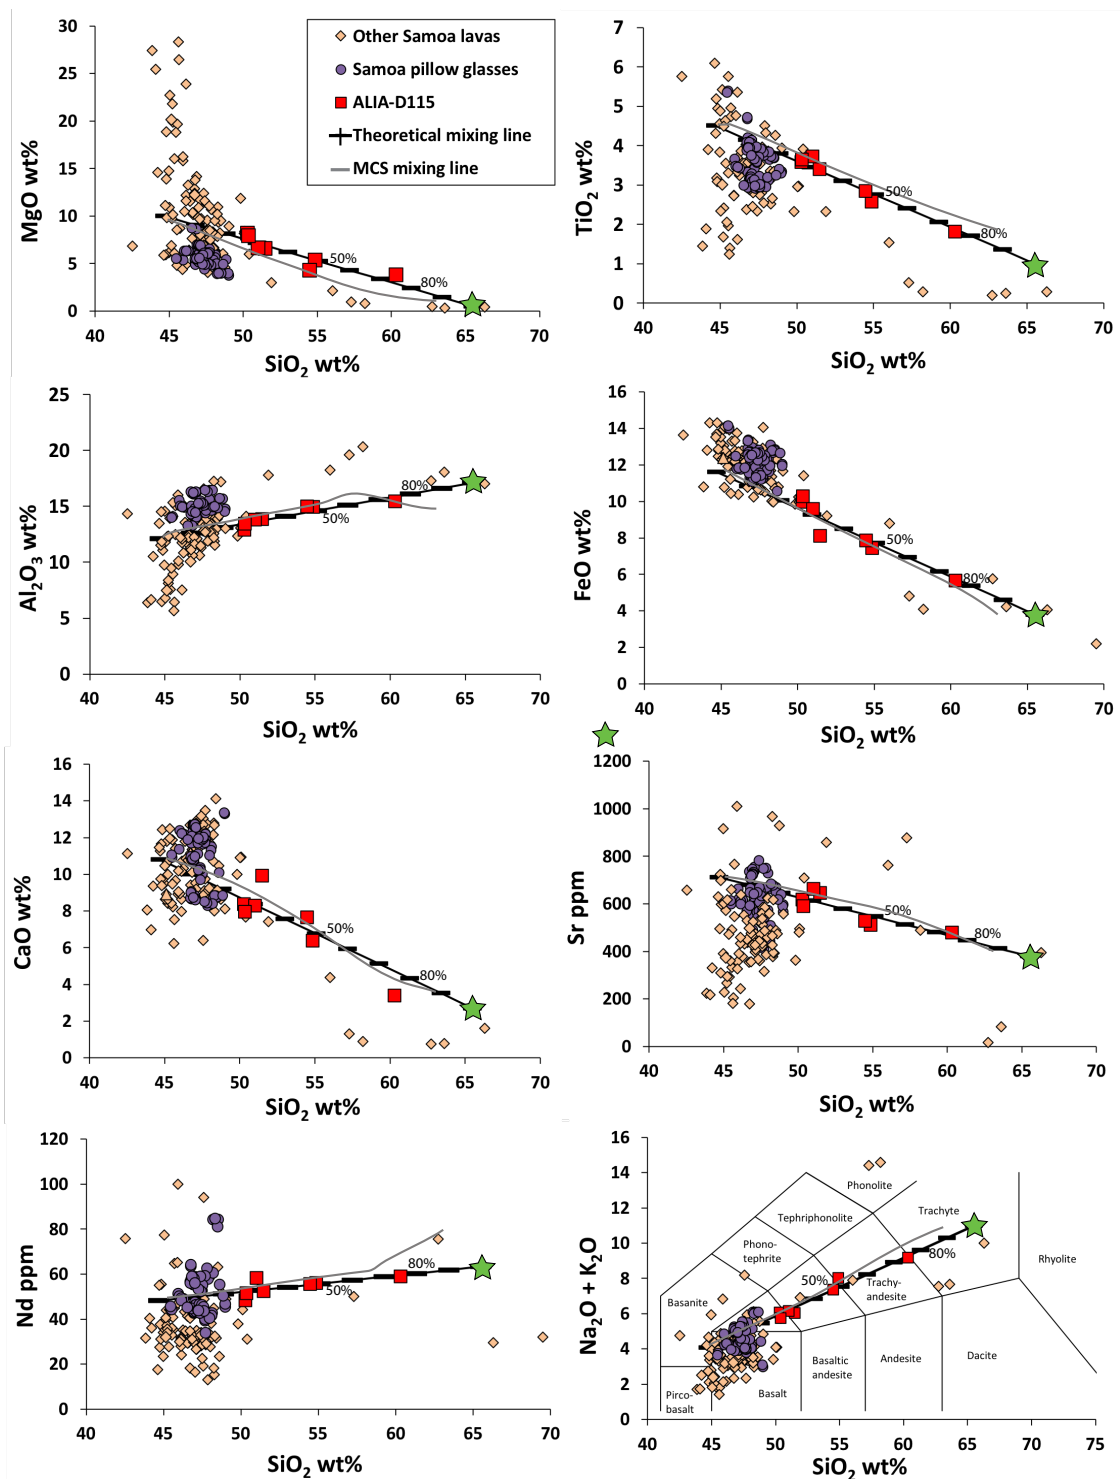 30
25
20
15
10
5
0
MgO wt%
Other Samoa lavas
Samoa pillow glasses
ALIA-D115
Theoretical mixing line
MCS mixing line
50%
80%
40 45 50 55 60 65 70
SiO2 wt%
7
6
5
4
3
2
1
0
TiO2 wt%
50%
80%
40 45 50 55 60 65 70
SiO2 wt%
25
20
15
10
5
0
Al2O3 wt%
80%
50%
40 45 50 55 60 65 70
SiO2 wt%
16
14
12
10
8
6
4
2
0
FeO wt%
50%
80%
40 45 50 55 60 65 70
SiO2 wt%
16
14
12
10
8
6
4
2
0
CaO wt%
50%
80%
40 45 50 55 60 65 70
SiO2 wt%
1200
1000
800
600
400
200
0
Sr ppm
50%
80%
40 45 50 55 60 65 70
SiO2 wt%
120
100
80
60
40
20
0
Nd ppm
80%
50%
40 45 50 55 60 65 70
SiO2 wt%
16
14
12
10
8
6
4
2
0
Na2O + K2O
Phonolite
Tephriphonolite
Trachyte
Phono-
tephrite
Rhyolite
50%
80%
Trachy-
andesite
Basanite
Basaltic
andesite
Andesite
Dacite
Basalt
Pirco-
basalt
40 45 50 55 60 65 70 75
SiO2 wt%